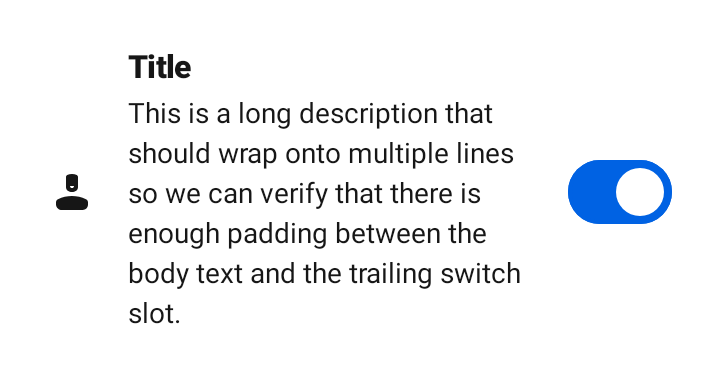 Title
This is a long description that
should wrap onto multiple lines
so we can verify that there is
enough padding between the
body text and the trailing switch
slot.